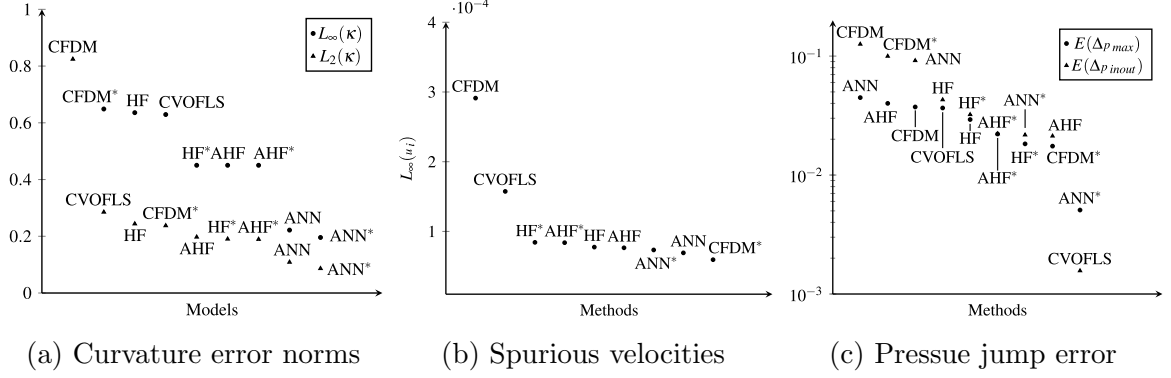 1
0.8
0.6
0.4
0.2
0
CFDM
CFDM* HF CVOFLS
HF* AHF AHF*
CVOFLS
HF
CFDM*
AHF
HF* AHF*
ANN
ANN
ANN*
ANN*
L∞(κ)
L2(κ)
Models
(a) Curvature error norms
·10−4
4
3
2
1
L∞(ui)
CFDM
CVOFLS
HF* AHF* HF AHF
ANN*
ANN
CFDM*
Methods
(b) Spurious velocities
10−1
10−2
10−3
CFDM
CFDM*
ANN
ANN
AHF
CFDM
HF
CVOFLS
HF*
HF
AHF*
AHF*
ANN*
HF*
AHF
CFDM*
ANN*
CVOFLS
E(Δp max)
E(Δp inout)
Methods
(c) Pressue jump error